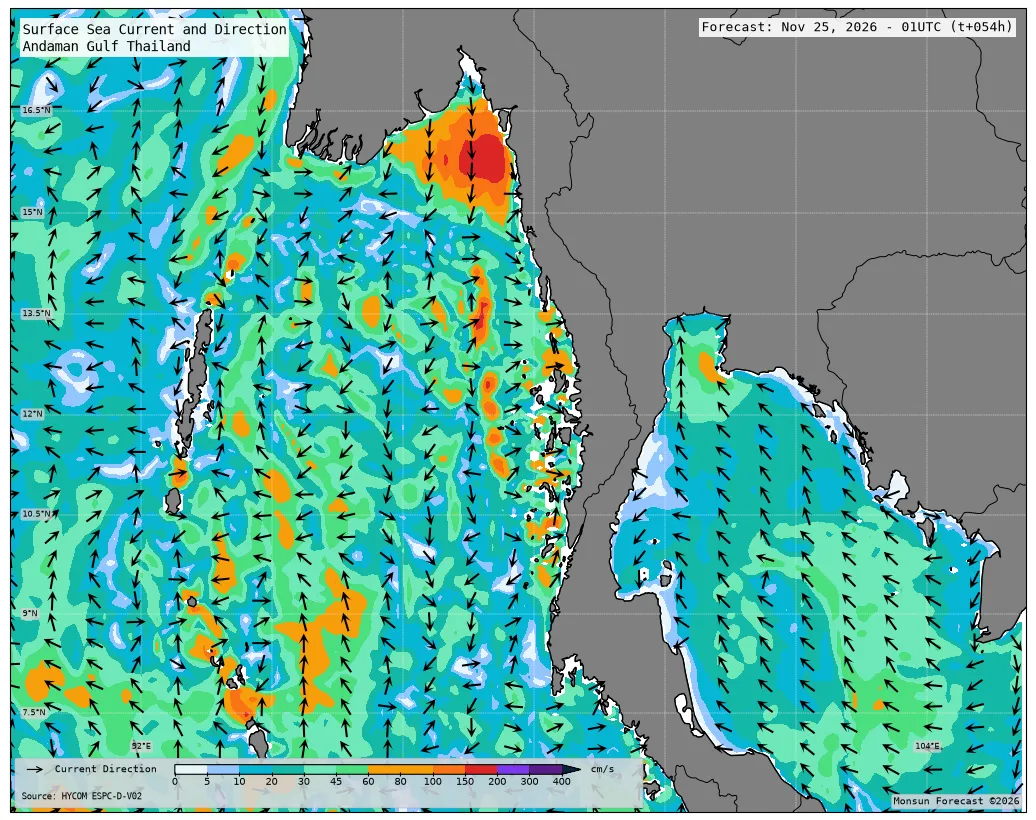 Surface Sea Current and Direction
Andaman Gulf Thailand
Forecast: Nov 25, 2026 - 01UTC (t+054h)
16.5°N
15°N
13.5°N
12°N
10.5°N
9°N
7.5°N
92°E
104°E
Current Direction
0 5 10 20 30 45 60 80 100 150 200 300 400 cm/s
Source: HYCOM ESPC-D-V02
Monsun Forecast ©2026